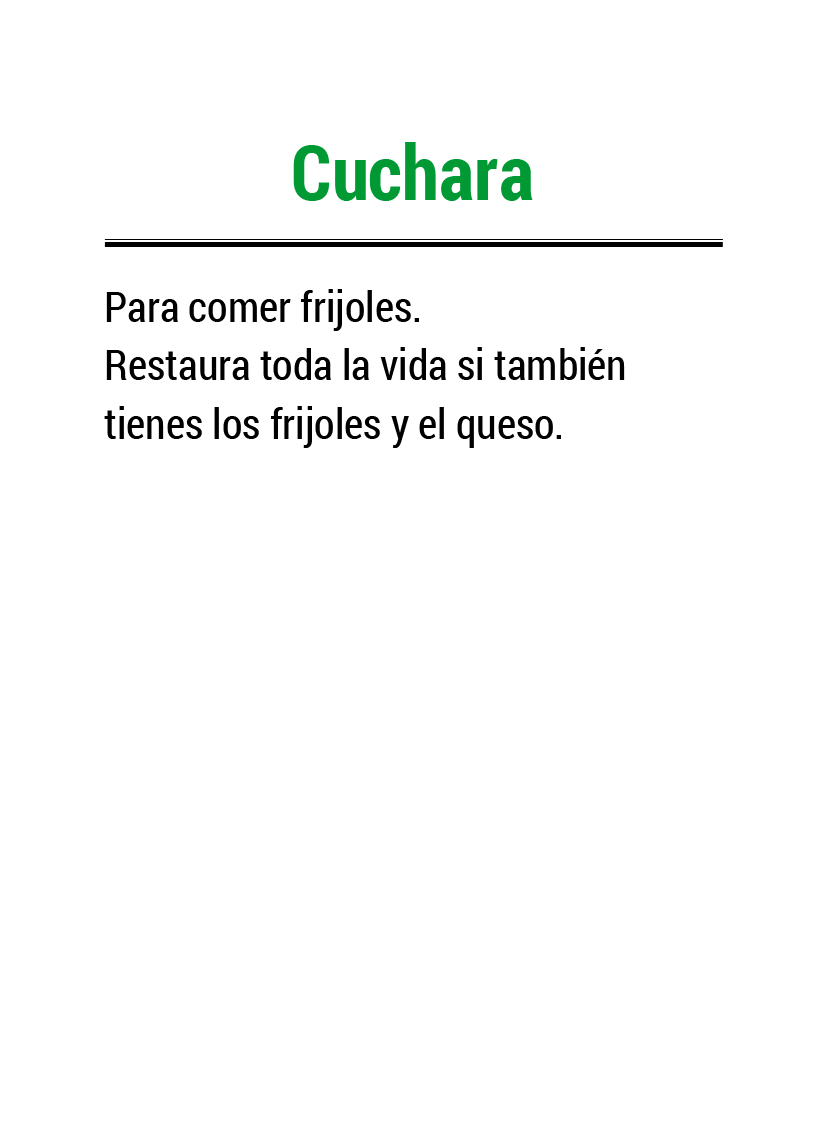 Cuchara
Para comer frijoles.
Restaura toda la vida si también
tienes los frijoles y el queso.